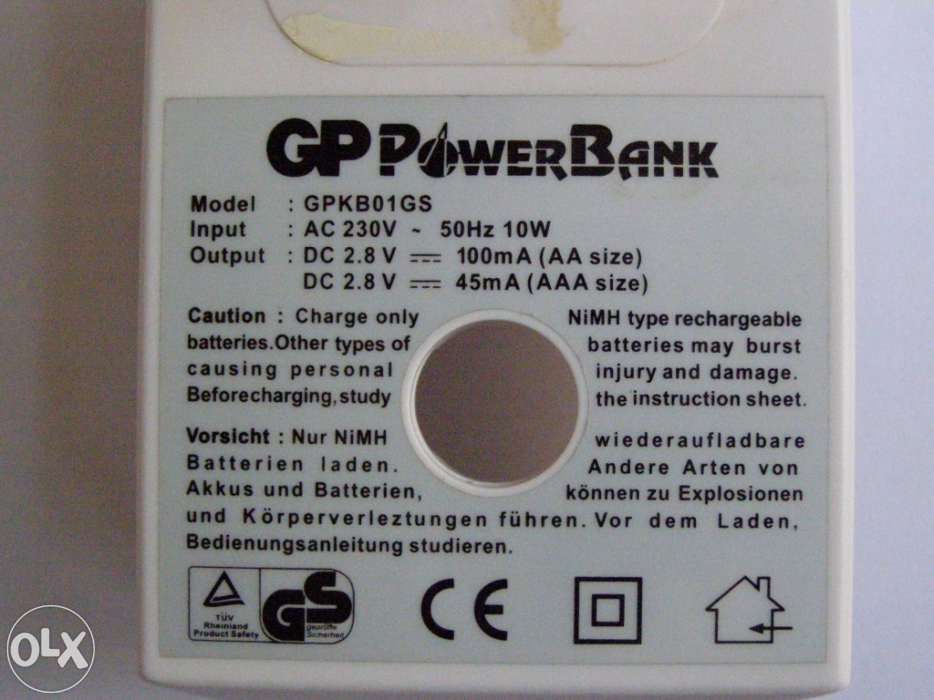 GP POWERBANK
Model : GPKB01GS
Input : AC 230V ~ 50Hz 10W
Output : DC 2.8 V ⎓ 100mA (AA size)
DC 2.8 V ⎓ 45mA (AAA size)
Caution : Charge only NiMH type rechargeable
batteries.Other types of batteries may burst
causing personal injury and damage.
Beforecharging,study the instruction sheet.
Vorsicht : Nur NiMH wiederaufladbare
Batterien laden. Andere Arten von
Akkus und Batterien, können zu Explosionen
und Körperverleztungen führen. Vor dem Laden,
Bedienungsanleitung studieren.
TÜV
Rheinland
Product Safety
GS
geprüfte
Sicherheit
CE
OLX